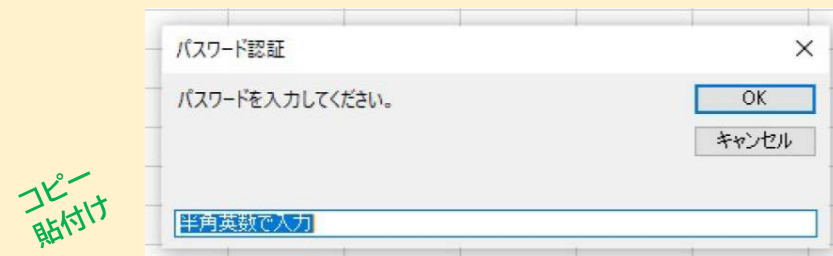 パスワード認証
パスワードを入力してください。
OK
キャンセル
半角英数で入力
コピー
貼付け